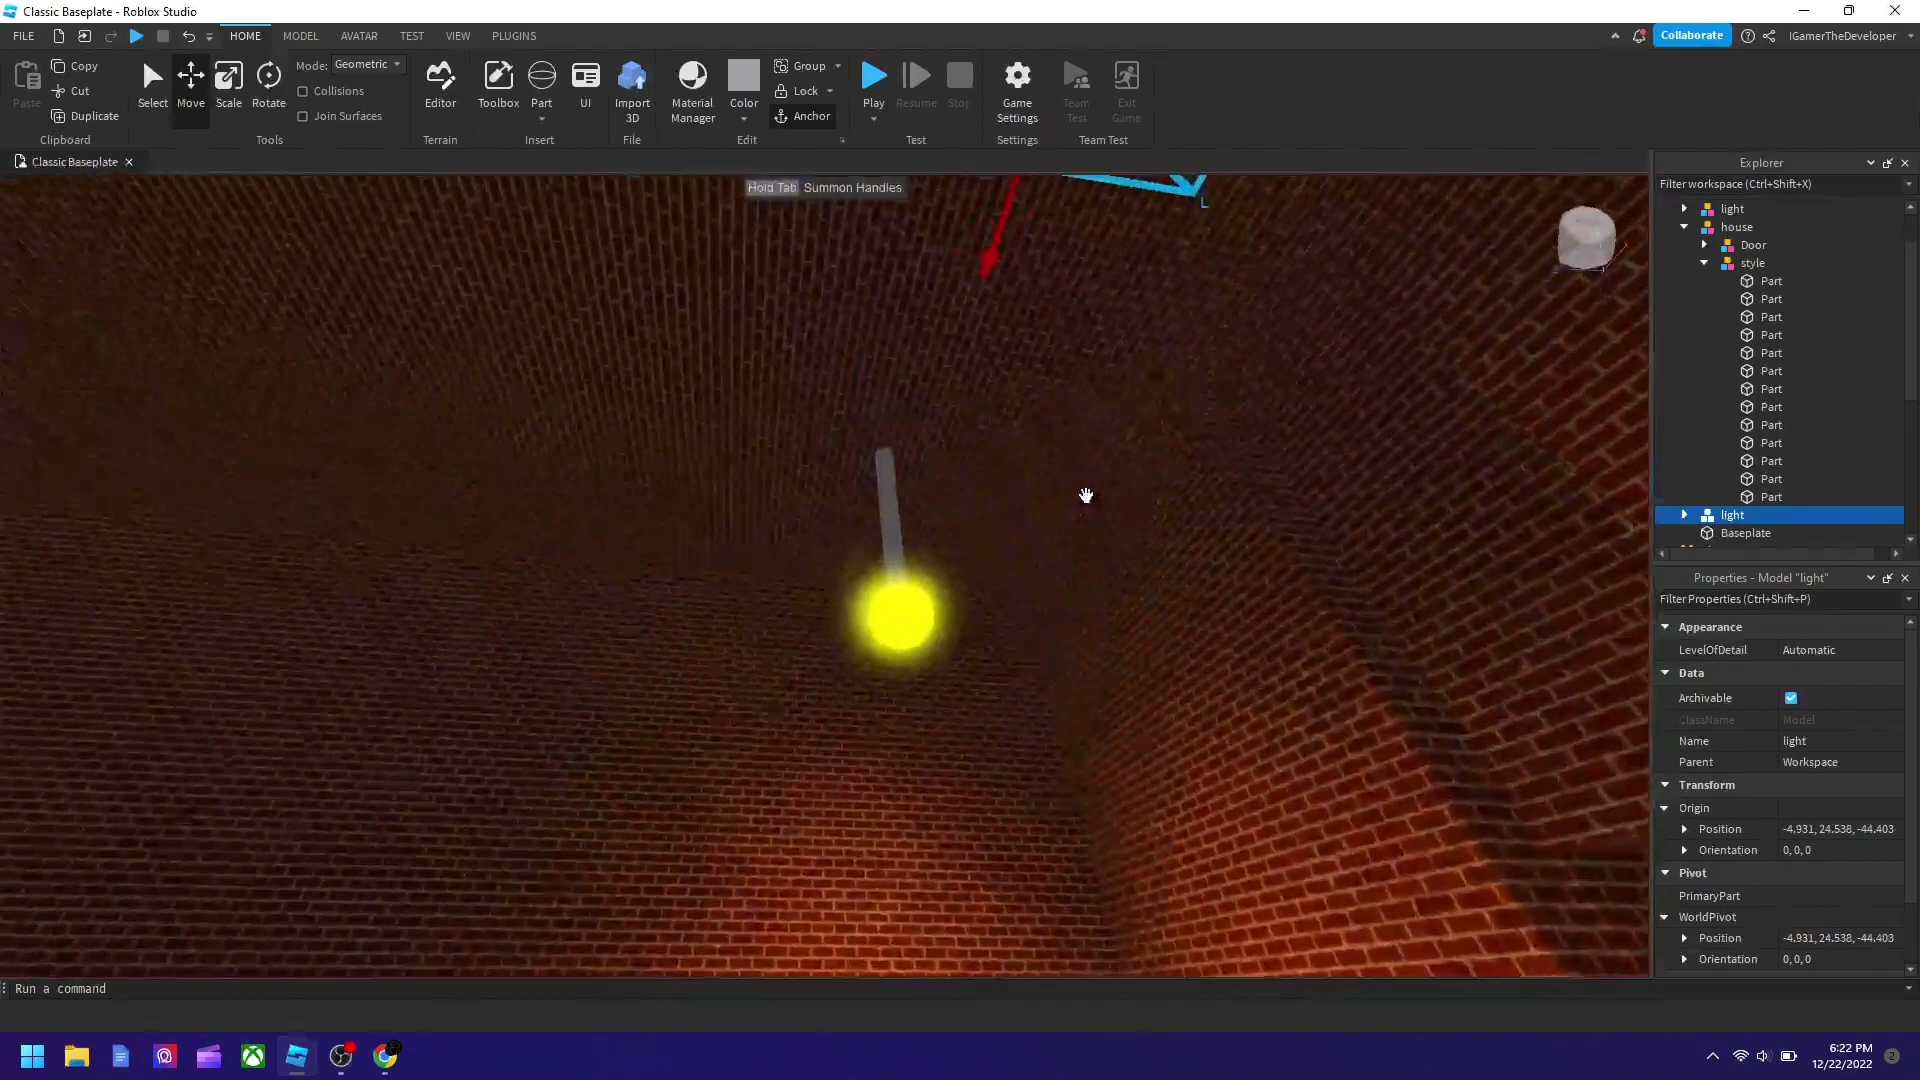 Classic Baseplate - Roblox Studio
FILE HOME MODEL AVATAR TEST VIEW PLUGINS Collaborate IGamerTheDeveloper
Paste
Copy
Cut
Duplicate
Clipboard
Select
Move
Scale
Rotate
Mode: Geometric
Collisions
Join Surfaces
Tools
Editor
Terrain
Toolbox
Part
UI
Insert
Import
3D
File
Material
Manager
Color
Group
Lock
Anchor
Edit
Play
Resume
Stop
Test
Game
Settings
Settings
Team
Test
Exit
Game
Team Test
Classic Baseplate
Hold Tab Summon Handles
L
Explorer
Filter workspace (Ctrl+Shift+X)
light
house
Door
style
Part
Part
Part
Part
Part
Part
Part
Part
Part
Part
Part
Part
Part
light
Baseplate
Properties - Model "light"
Filter Properties (Ctrl+Shift+P)
Appearance
LevelOfDetail Automatic
Data
Archivable
ClassName Model
Name light
Parent Workspace
Transform
Origin
Position -4.931, 24.538, -44.403
Orientation 0, 0, 0
Pivot
PrimaryPart
WorldPivot
Position -4.931, 24.538, -44.403
Orientation 0, 0, 0
Run a command
6:22 PM
12/22/2022
2